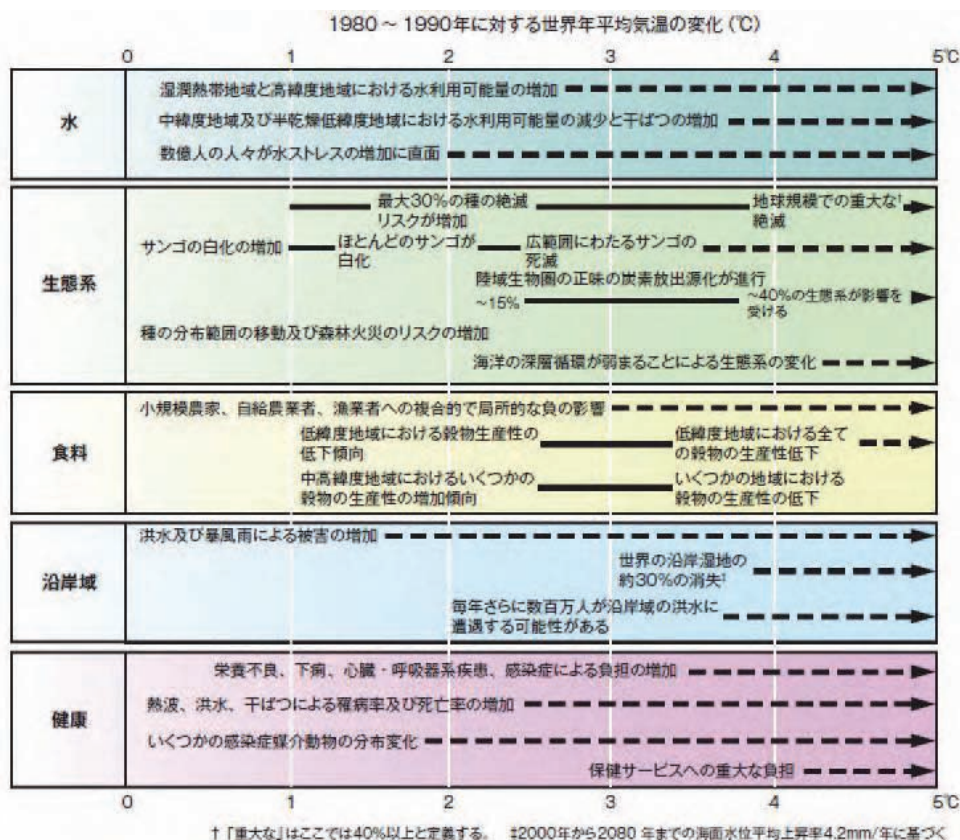 1980～1990年に対する世界年平均気温の変化（℃）
0 1 2 3 4 5℃
水
湿潤熱帯地域と高緯度地域における水利用可能量の増加
中緯度地域及び半乾燥低緯度地域における水利用可能量の減少と干ばつの増加
数億人の人々が水ストレスの増加に直面
生態系
最大30%の種の絶滅
リスクが増加
地球規模での重大な†
絶滅
サンゴの白化の増加
ほとんどのサンゴが
白化
広範囲にわたるサンゴの
死滅
陸域生物圏の正味の炭素放出源化が進行
~15%
~40%の生態系が影響を
受ける
種の分布範囲の移動及び森林火災のリスクの増加
海洋の深層循環が弱まることによる生態系の変化
食料
小規模農家、自給農業者、漁業者への複合的で局所的な負の影響
低緯度地域における穀物生産性の
低下傾向
低緯度地域における全て
の穀物の生産性低下
中高緯度地域におけるいくつかの
穀物の生産性の増加傾向
いくつかの地域における
穀物の生産性の低下
沿岸域
洪水及び暴風雨による被害の増加
世界の沿岸湿地の
約30%の消失‡
毎年さらに数百万人が沿岸域の洪水に
遭遇する可能性がある
健康
栄養不良、下痢、心臓・呼吸器系疾患、感染症による負担の増加
熱波、洪水、干ばつによる罹病率及び死亡率の増加
いくつかの感染症媒介動物の分布変化
保健サービスへの重大な負担
0 1 2 3 4 5℃
†「重大な」はここでは40%以上と定義する。 ‡2000年から2080年までの海面水位平均上昇率4.2mm/年に基づく